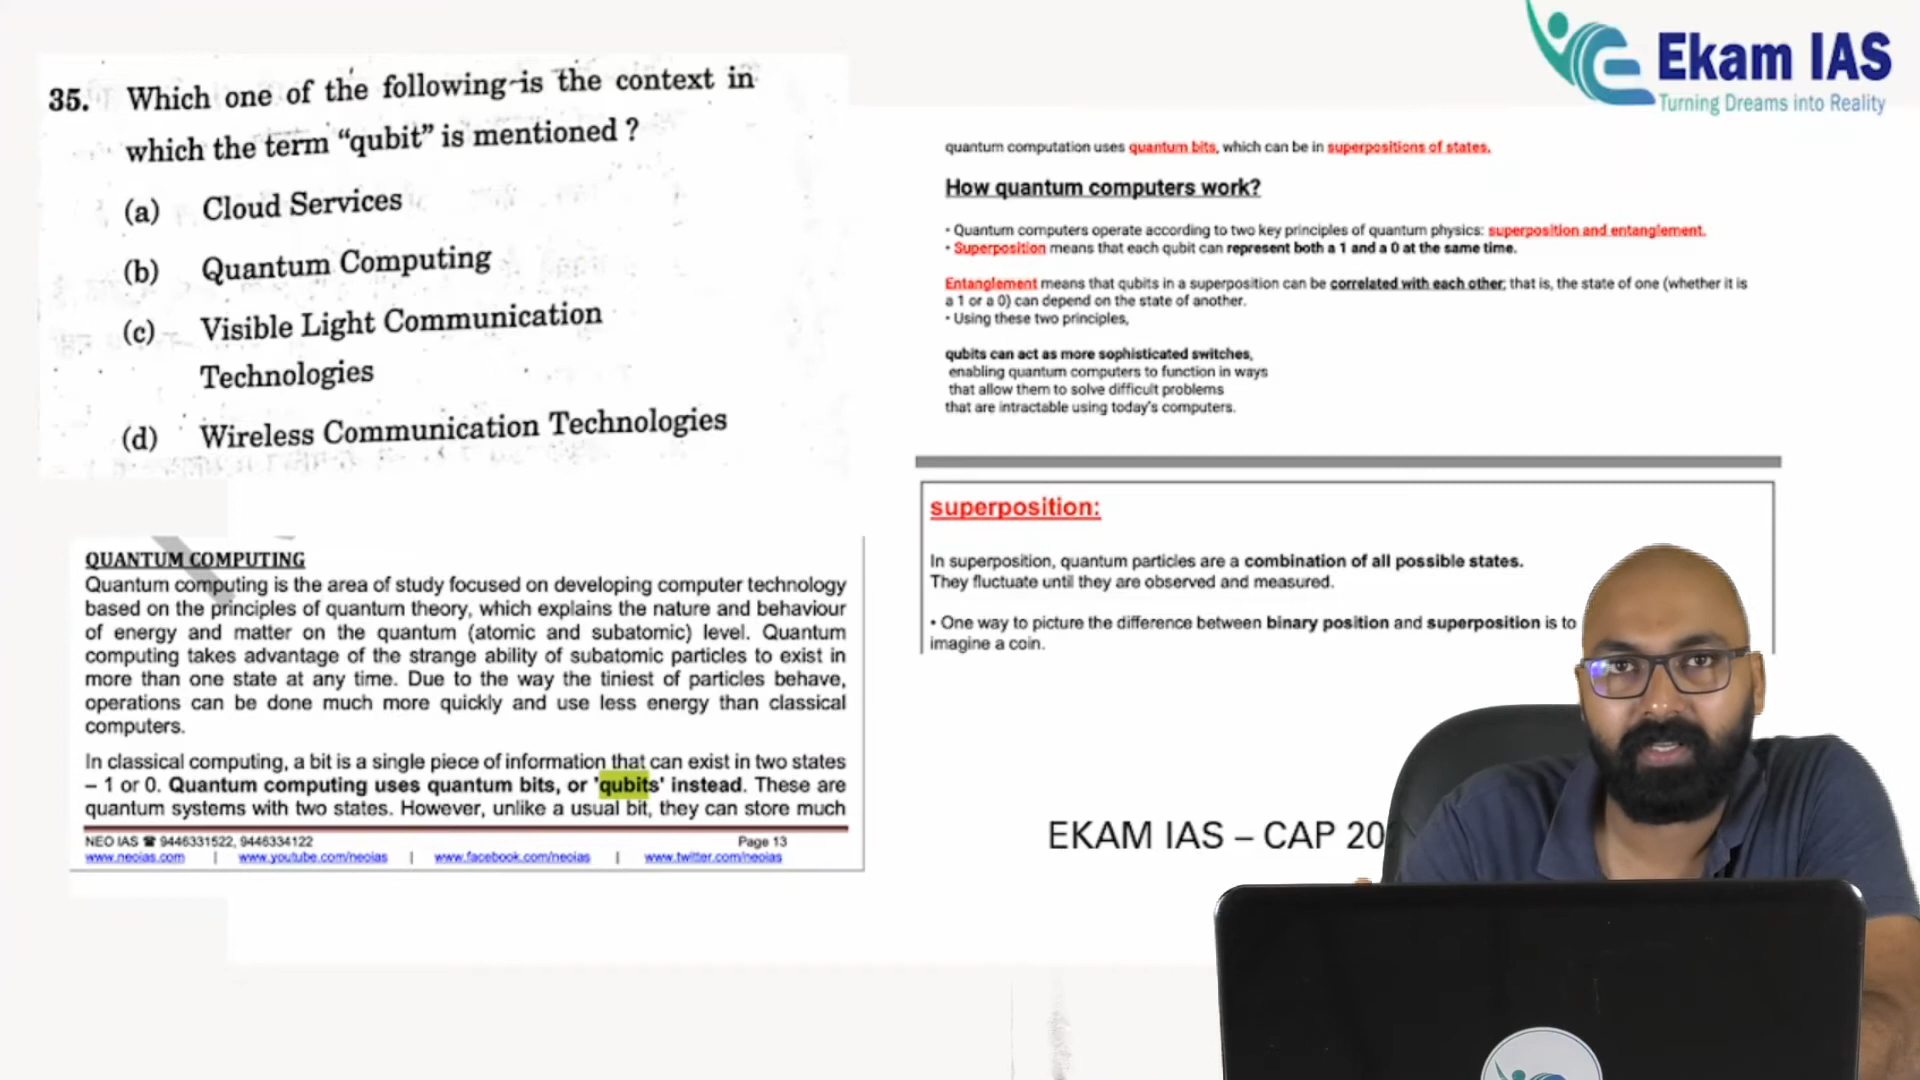 Ekam IAS
Turning Dreams into Reality
35. Which one of the following is the context in
which the term “qubit” is mentioned ?
(a) Cloud Services
(b) Quantum Computing
(c) Visible Light Communication
Technologies
(d) Wireless Communication Technologies
QUANTUM COMPUTING
Quantum computing is the area of study focused on developing computer technology
based on the principles of quantum theory, which explains the nature and behaviour
of energy and matter on the quantum (atomic and subatomic) level. Quantum
computing takes advantage of the strange ability of subatomic particles to exist in
more than one state at any time. Due to the way the tiniest of particles behave,
operations can be done much more quickly and use less energy than classical
computers.
In classical computing, a bit is a single piece of information that can exist in two states
– 1 or 0. Quantum computing uses quantum bits, or 'qubits' instead. These are
quantum systems with two states. However, unlike a usual bit, they can store much
NEO IAS ☎ 9446331522, 9446334122 Page 13
www.neoias.com | www.youtube.com/neoias | www.facebook.com/neoias | www.twitter.com/neoias
quantum computation uses quantum bits, which can be in superpositions of states.
How quantum computers work?
• Quantum computers operate according to two key principles of quantum physics: superposition and entanglement.
• Superposition means that each qubit can represent both a 1 and a 0 at the same time.
Entanglement means that qubits in a superposition can be correlated with each other; that is, the state of one (whether it is
a 1 or a 0) can depend on the state of another.
• Using these two principles,
qubits can act as more sophisticated switches,
enabling quantum computers to function in ways
that allow them to solve difficult problems
that are intractable using today's computers.
superposition:
In superposition, quantum particles are a combination of all possible states.
They fluctuate until they are observed and measured.
• One way to picture the difference between binary position and superposition is to
imagine a coin.
EKAM IAS – CAP 20